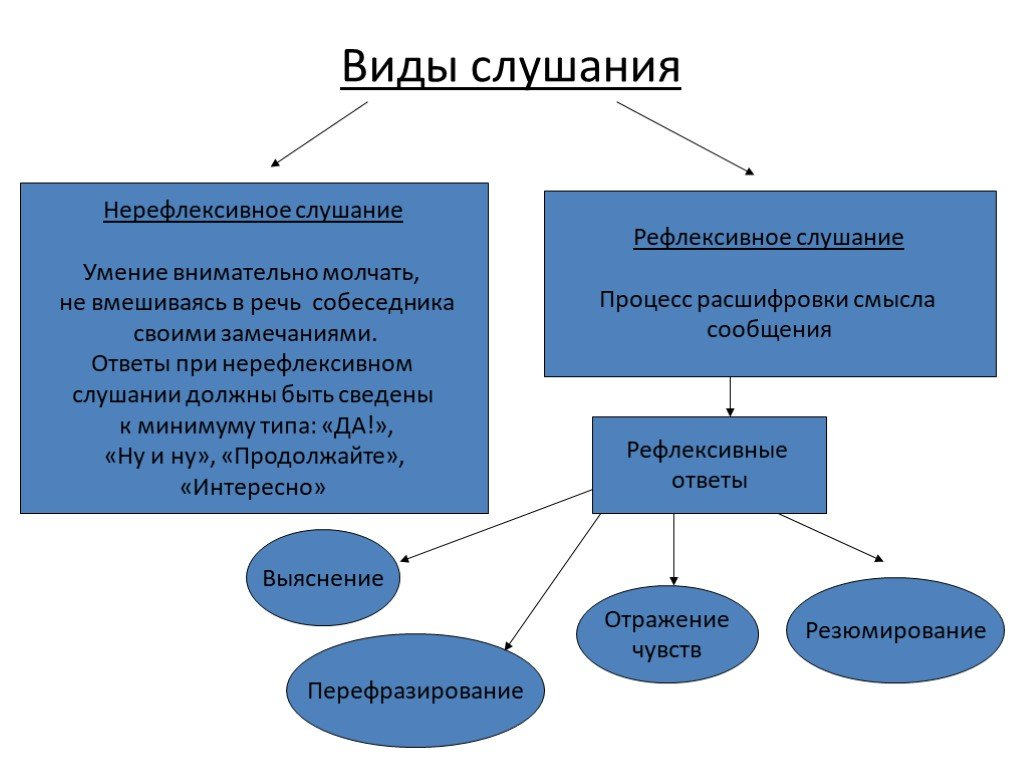 Виды слушания
Нерефлексивное слушание
Умение внимательно молчать,
не вмешиваясь в речь собеседника
своими замечаниями.
Ответы при нерефлексивном
слушании должны быть сведены
к минимуму типа: «ДА!»,
«Ну и ну», «Продолжайте»,
«Интересно»
Рефлексивное слушание
Процесс расшифровки смысла
сообщения
Рефлексивные
ответы
Выяснение
Перефразирование
Отражение
чувств
Резюмирование